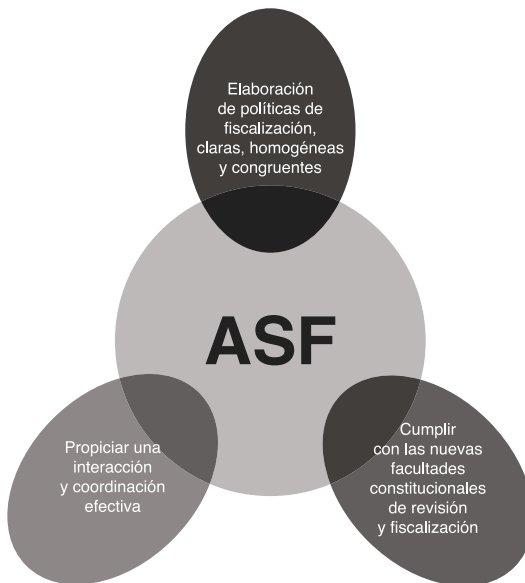 Elaboración
de políticas de
fiscalización,
claras, homogéneas
y congruentes
ASF
Propiciar una
interacción
y coordinación
efectiva
Cumplir
con las nuevas
facultades
constitucionales
de revisión
y fiscalización